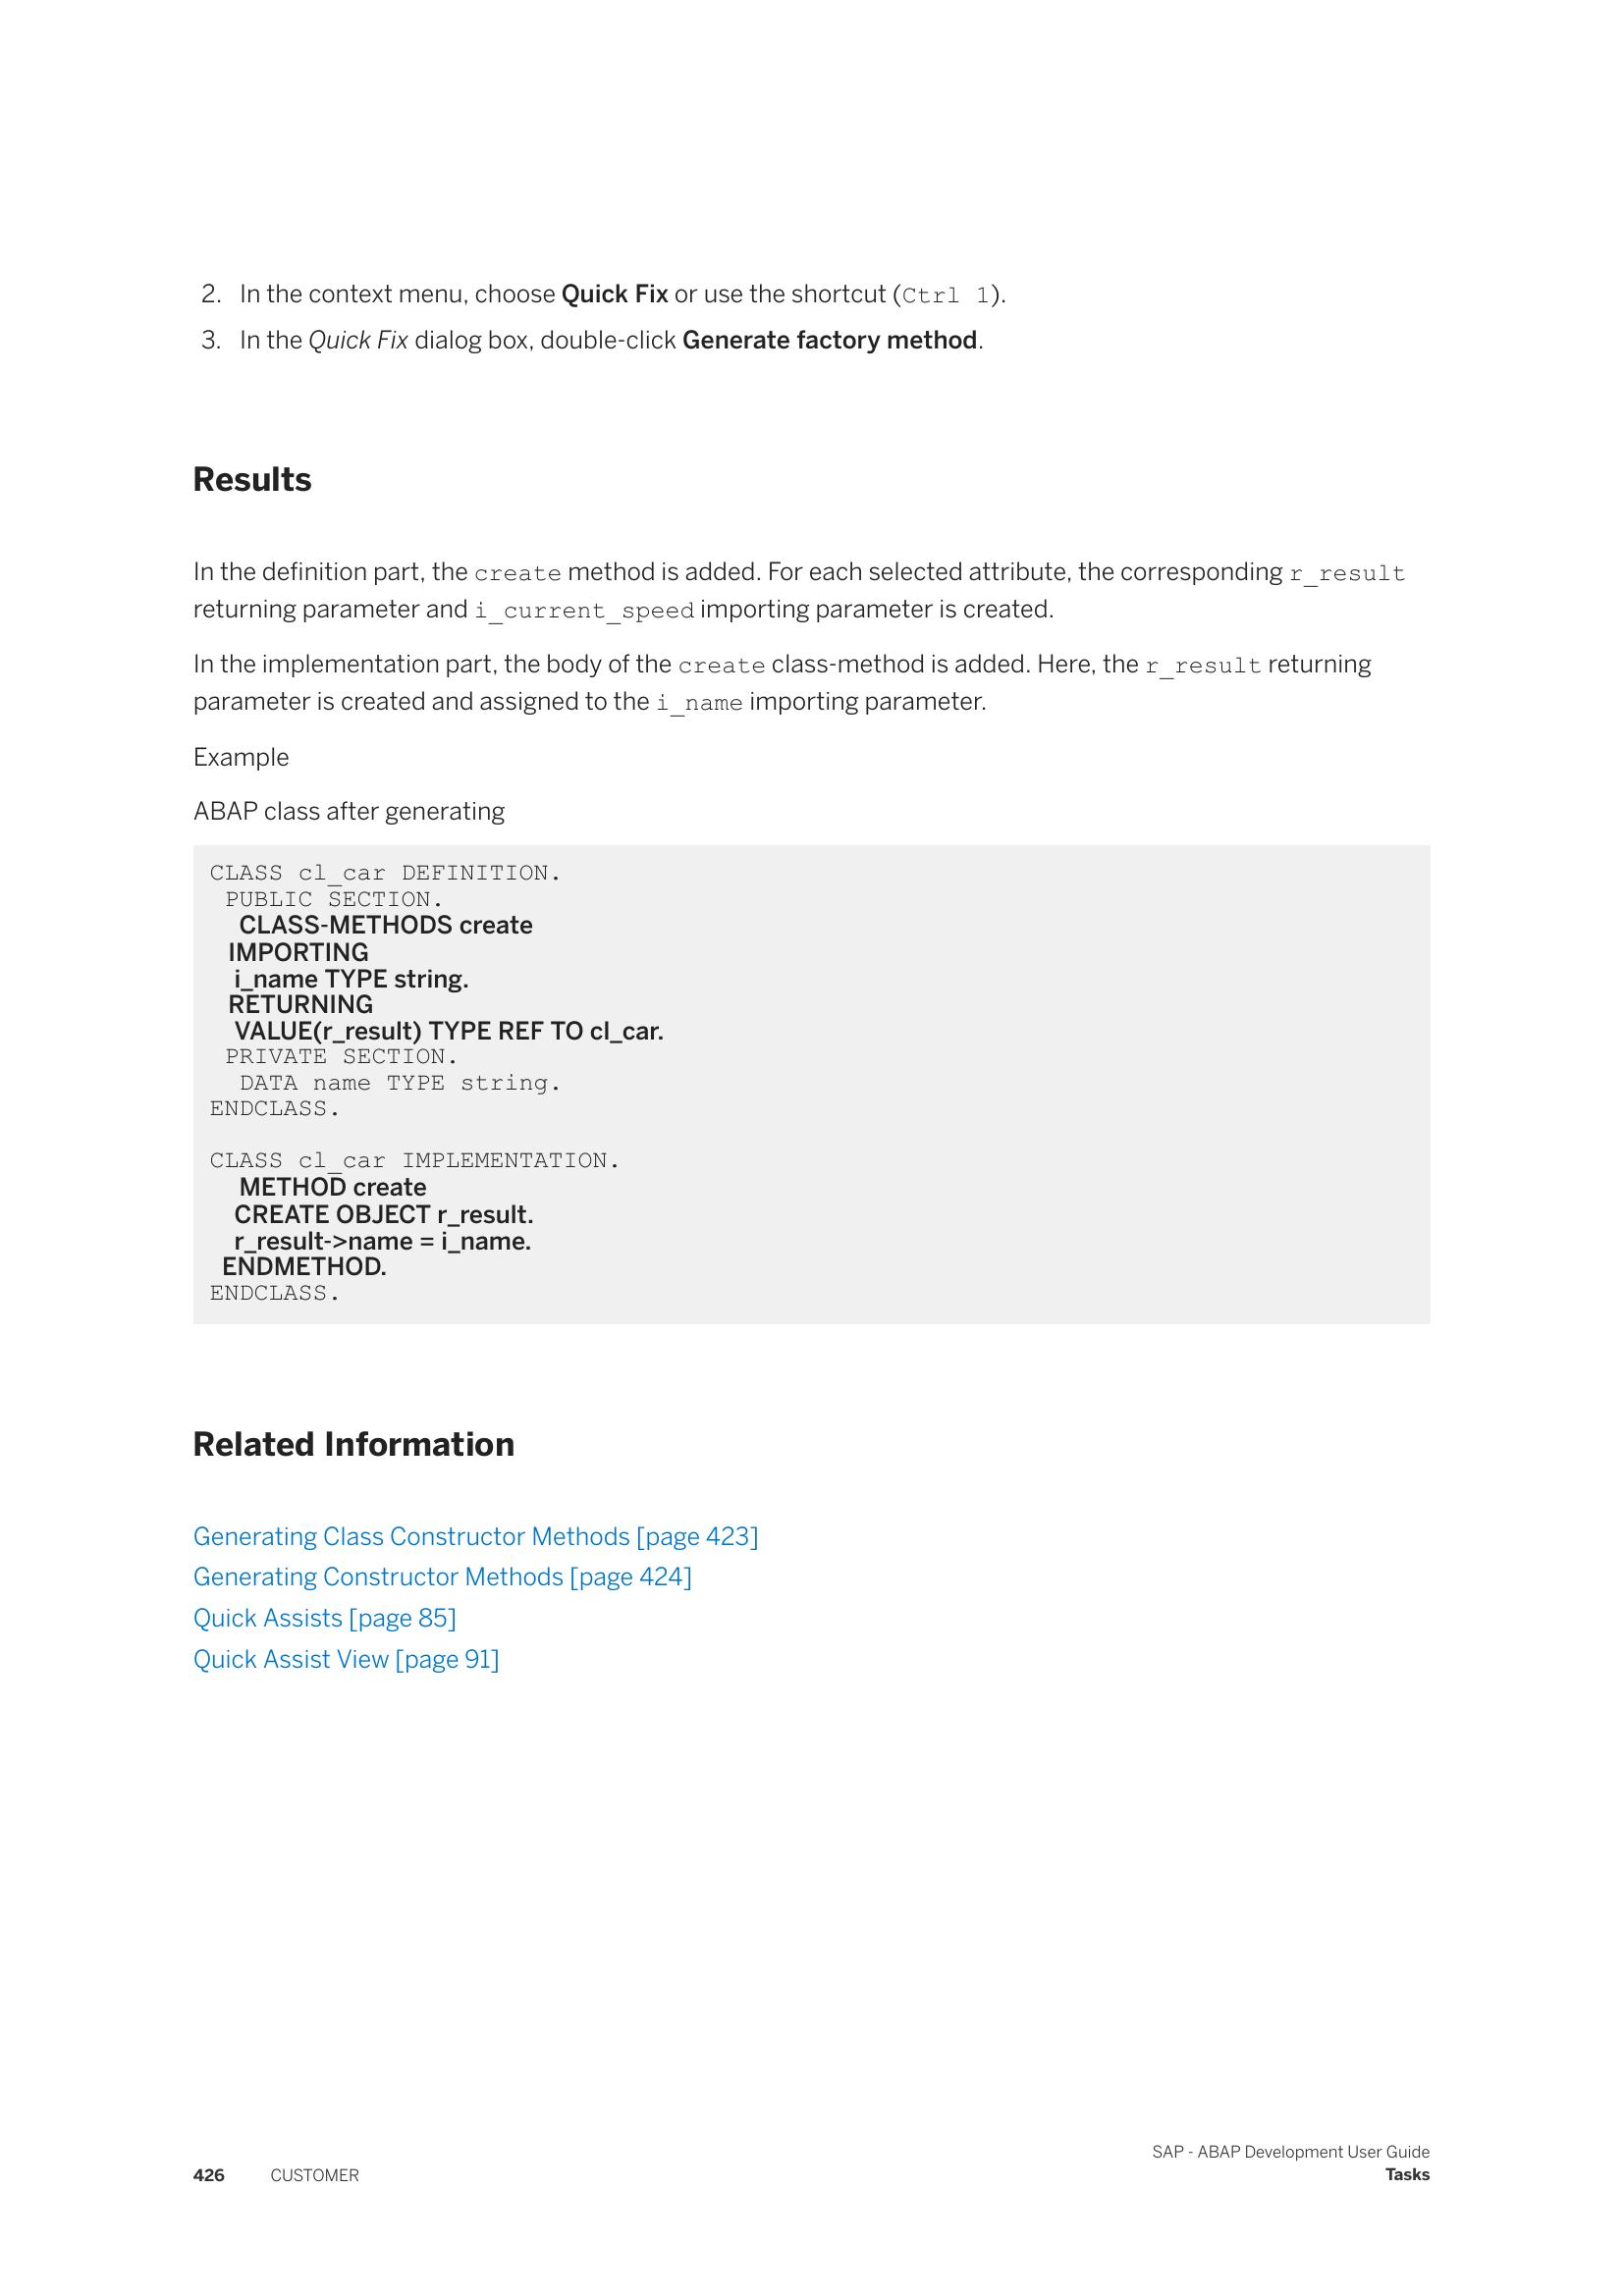 2. In the context menu, choose Quick Fix or use the shortcut (Ctrl 1).
3. In the Quick Fix dialog box, double-click Generate factory method.
Results
In the definition part, the create method is added. For each selected attribute, the corresponding r_result
returning parameter and i_current_speed importing parameter is created.
In the implementation part, the body of the create class-method is added. Here, the r_result returning
parameter is created and assigned to the i_name importing parameter.
Example
ABAP class after generating
CLASS cl_car DEFINITION.
PUBLIC SECTION.
CLASS-METHODS create
IMPORTING
i_name TYPE string.
RETURNING
VALUE(r_result) TYPE REF TO cl_car.
PRIVATE SECTION.
DATA name TYPE string.
ENDCLASS.
CLASS cl_car IMPLEMENTATION.
METHOD create
CREATE OBJECT r_result.
r_result->name = i_name.
ENDMETHOD.
ENDCLASS.
Related Information
Generating Class Constructor Methods [page 423]
Generating Constructor Methods [page 424]
Quick Assists [page 85]
Quick Assist View [page 91]
SAP - ABAP Development User Guide
426 CUSTOMER Tasks